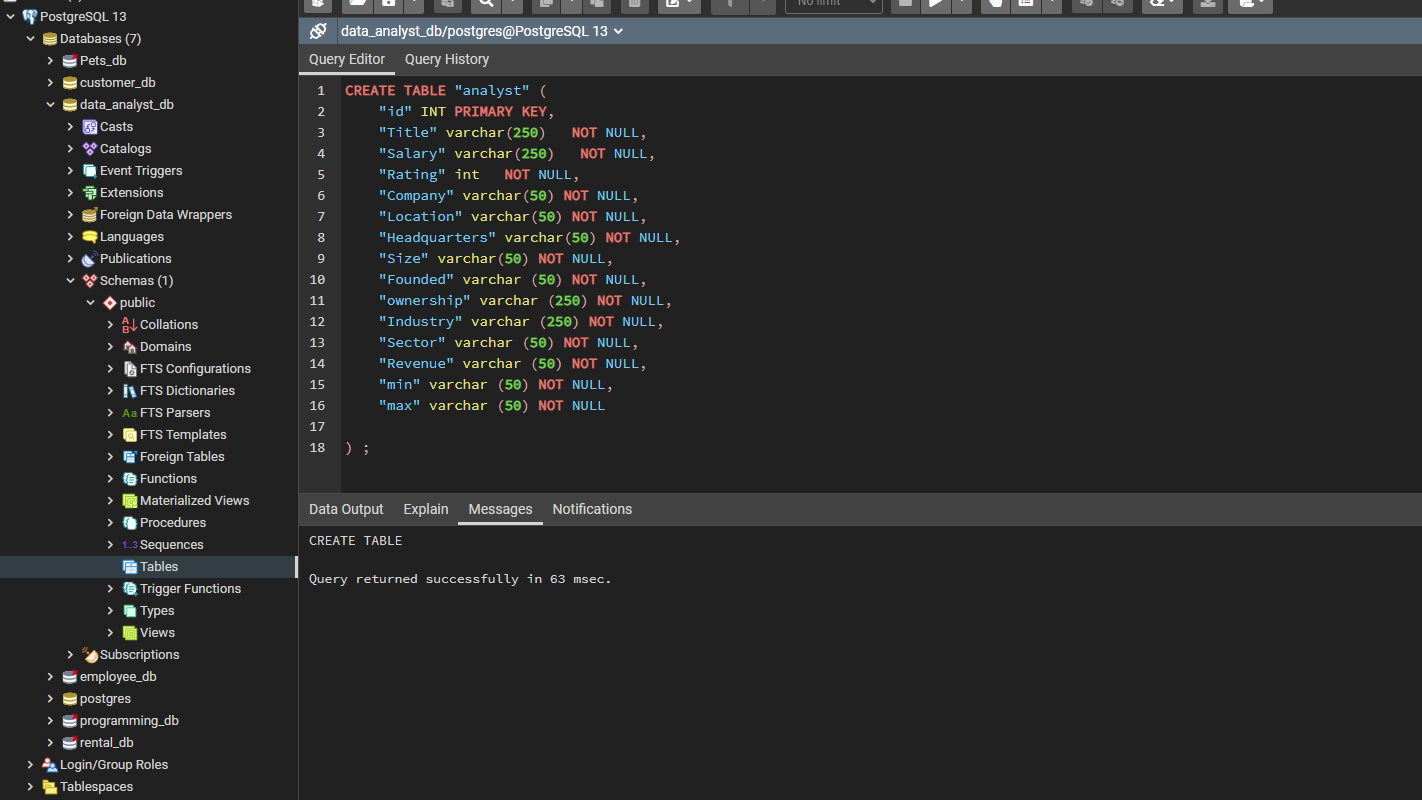 PostgreSQL 13
Databases (7)
Pets_db
customer_db
data_analyst_db
Casts
Catalogs
Event Triggers
Extensions
Foreign Data Wrappers
Languages
Publications
Schemas (1)
public
Collations
Domains
FTS Configurations
FTS Dictionaries
Aa FTS Parsers
FTS Templates
Foreign Tables
Functions
Materialized Views
Procedures
1..3 Sequences
Tables
Trigger Functions
Types
Views
Subscriptions
employee_db
postgres
programming_db
rental_db
Login/Group Roles
Tablespaces
No limit
data_analyst_db/postgres@PostgreSQL 13
Query Editor Query History
1 CREATE TABLE "analyst" (
2 "id" INT PRIMARY KEY,
3 "Title" varchar(250) NOT NULL,
4 "Salary" varchar(250) NOT NULL,
5 "Rating" int NOT NULL,
6 "Company" varchar(50) NOT NULL,
7 "Location" varchar(50) NOT NULL,
8 "Headquarters" varchar(50) NOT NULL,
9 "Size" varchar(50) NOT NULL,
10 "Founded" varchar (50) NOT NULL,
11 "ownership" varchar (250) NOT NULL,
12 "Industry" varchar (250) NOT NULL,
13 "Sector" varchar (50) NOT NULL,
14 "Revenue" varchar (50) NOT NULL,
15 "min" varchar (50) NOT NULL,
16 "max" varchar (50) NOT NULL
17
18 ) ;
Data Output Explain Messages Notifications
CREATE TABLE
Query returned successfully in 63 msec.